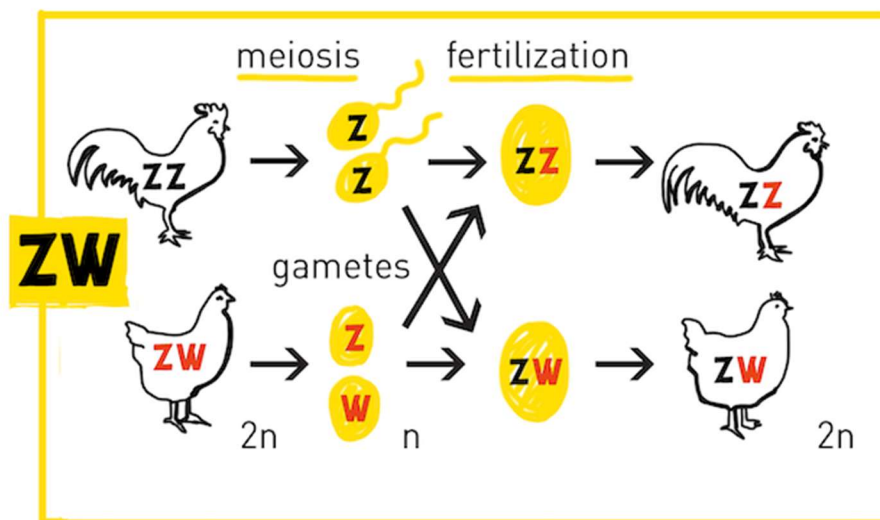 meiosis fertilization
Z
ZZ Z ZZ ZZ
ZW
gametes
Z
ZW W ZW ZW
2n n 2n